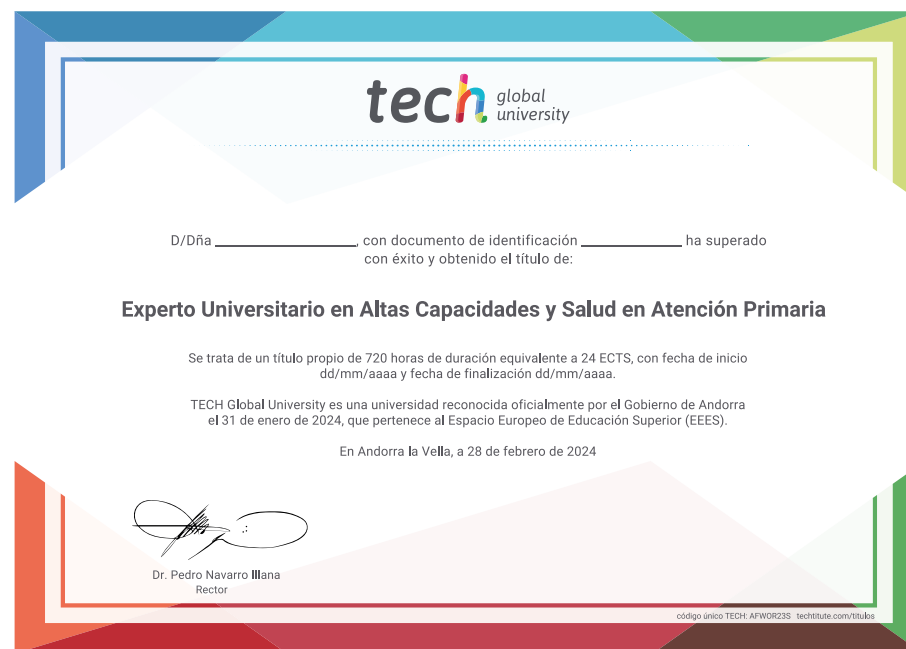 tech global university
D/Dña ______________, con documento de identificación __________ ha superado
con éxito y obtenido el título de:
Experto Universitario en Altas Capacidades y Salud en Atención Primaria
Se trata de un título propio de 720 horas de duración equivalente a 24 ECTS, con fecha de inicio
dd/mm/aaaa y fecha de finalización dd/mm/aaaa.
TECH Global University es una universidad reconocida oficialmente por el Gobierno de Andorra
el 31 de enero de 2024, que pertenece al Espacio Europeo de Educación Superior (EEES).
En Andorra la Vella, a 28 de febrero de 2024
Dr. Pedro Navarro Illana
Rector
código único TECH: AFWOR23S techtitute.com/titulos